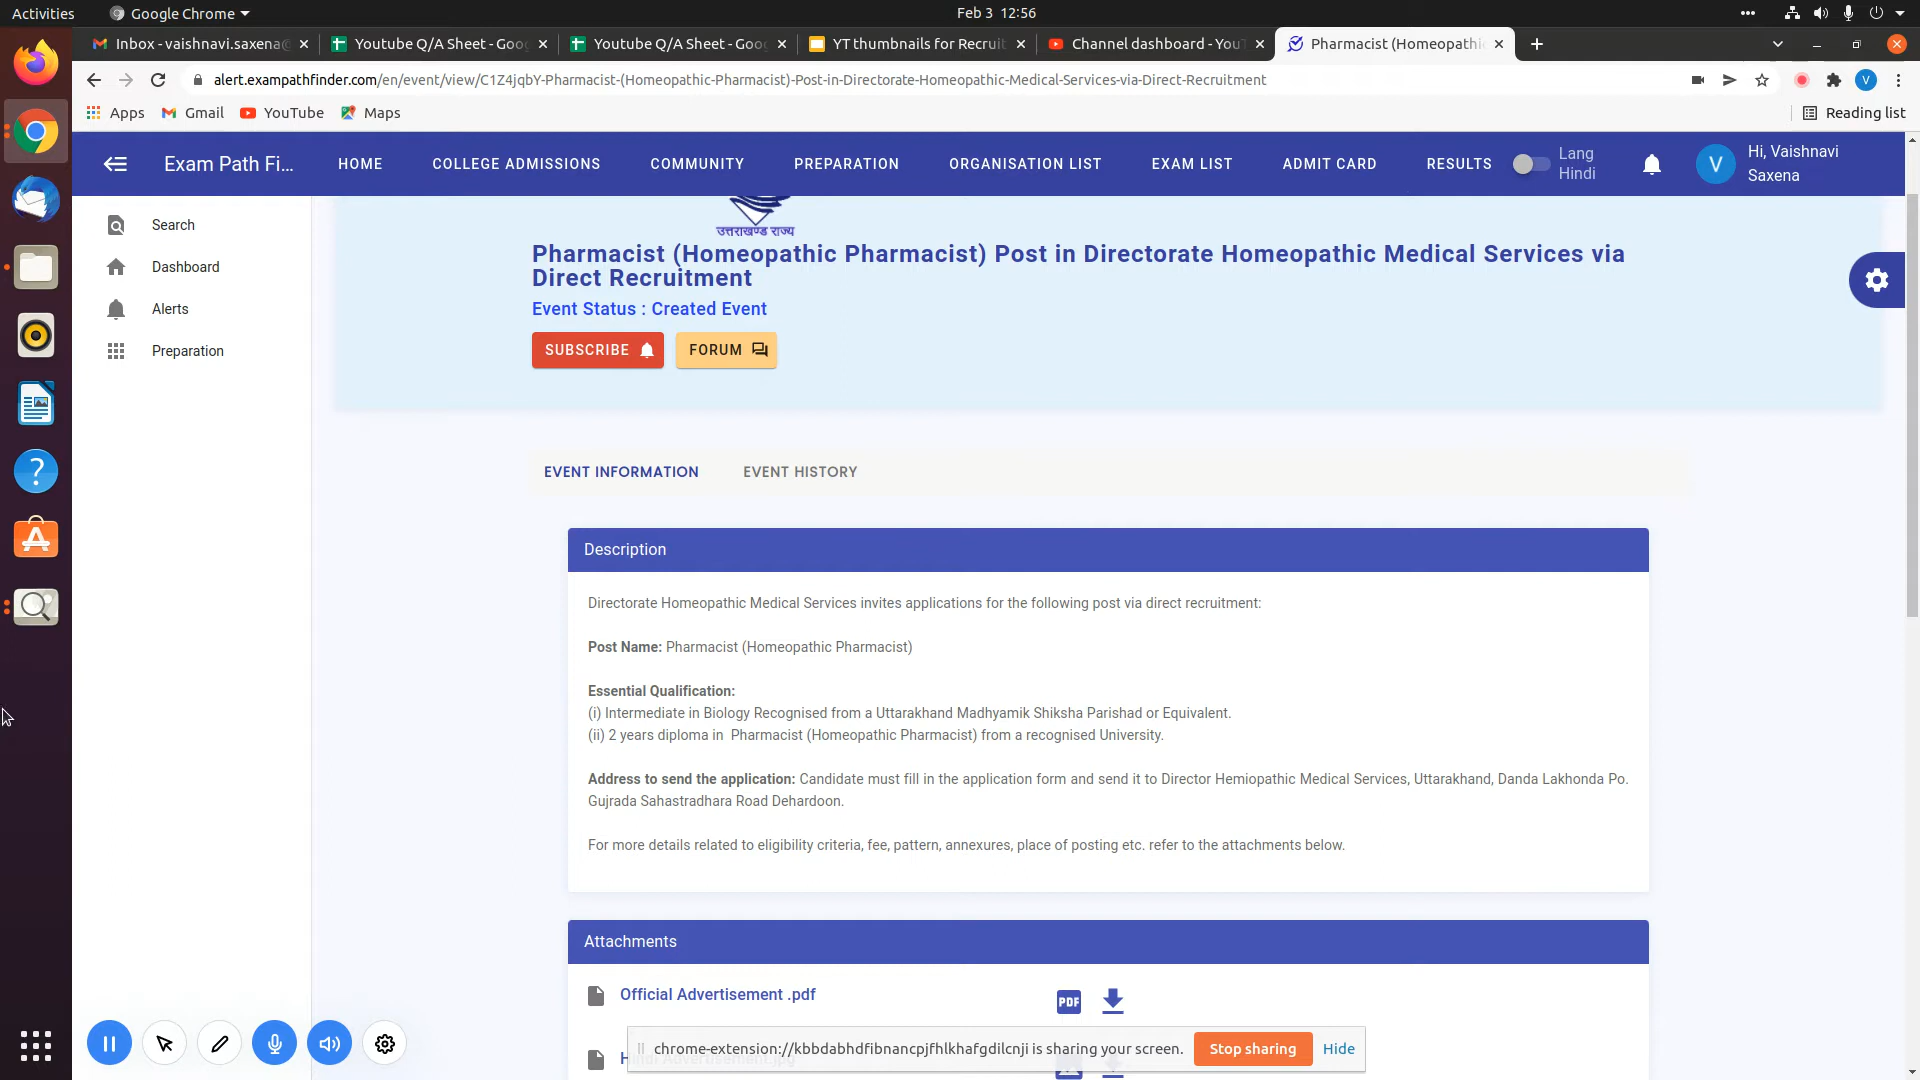 Activities Google Chrome Feb 3 12:56
Inbox - vaishnavi.saxena@ Youtube Q/A Sheet - Goo Youtube Q/A Sheet - Goo YT thumbnails for Recruit Channel dashboard - YouT Pharmacist (Homeopathi
alert.exampathfinder.com/en/event/view/C1Z4jqbY-Pharmacist-(Homeopathic-Pharmacist)-Post-in-Directorate-Homeopathic-Medical-Services-via-Direct-Recruitment V
Apps Gmail YouTube Maps Reading list
Exam Path Fi... HOME COLLEGE ADMISSIONS COMMUNITY PREPARATION ORGANISATION LIST EXAM LIST ADMIT CARD RESULTS Lang Hindi V Hi, Vaishnavi Saxena
Search
Dashboard
Alerts
Preparation
उत्तराखण्ड राज्य
Pharmacist (Homeopathic Pharmacist) Post in Directorate Homeopathic Medical Services via
Direct Recruitment
Event Status : Created Event
SUBSCRIBE FORUM
EVENT INFORMATION EVENT HISTORY
Description
Directorate Homeopathic Medical Services invites applications for the following post via direct recruitment:
Post Name: Pharmacist (Homeopathic Pharmacist)
Essential Qualification:
(i) Intermediate in Biology Recognised from a Uttarakhand Madhyamik Shiksha Parishad or Equivalent.
(ii) 2 years diploma in Pharmacist (Homeopathic Pharmacist) from a recognised University.
Address to send the application: Candidate must fill in the application form and send it to Director Hemiopathic Medical Services, Uttarakhand, Danda Lakhonda Po.
Gujrada Sahastradhara Road Dehardoon.
For more details related to eligibility criteria, fee, pattern, annexures, place of posting etc. refer to the attachments below.
Attachments
Official Advertisement .pdf PDF
chrome-extension://kbbdabhdfibnancpjfhlkhafgdilcnji is sharing your screen. Stop sharing Hide